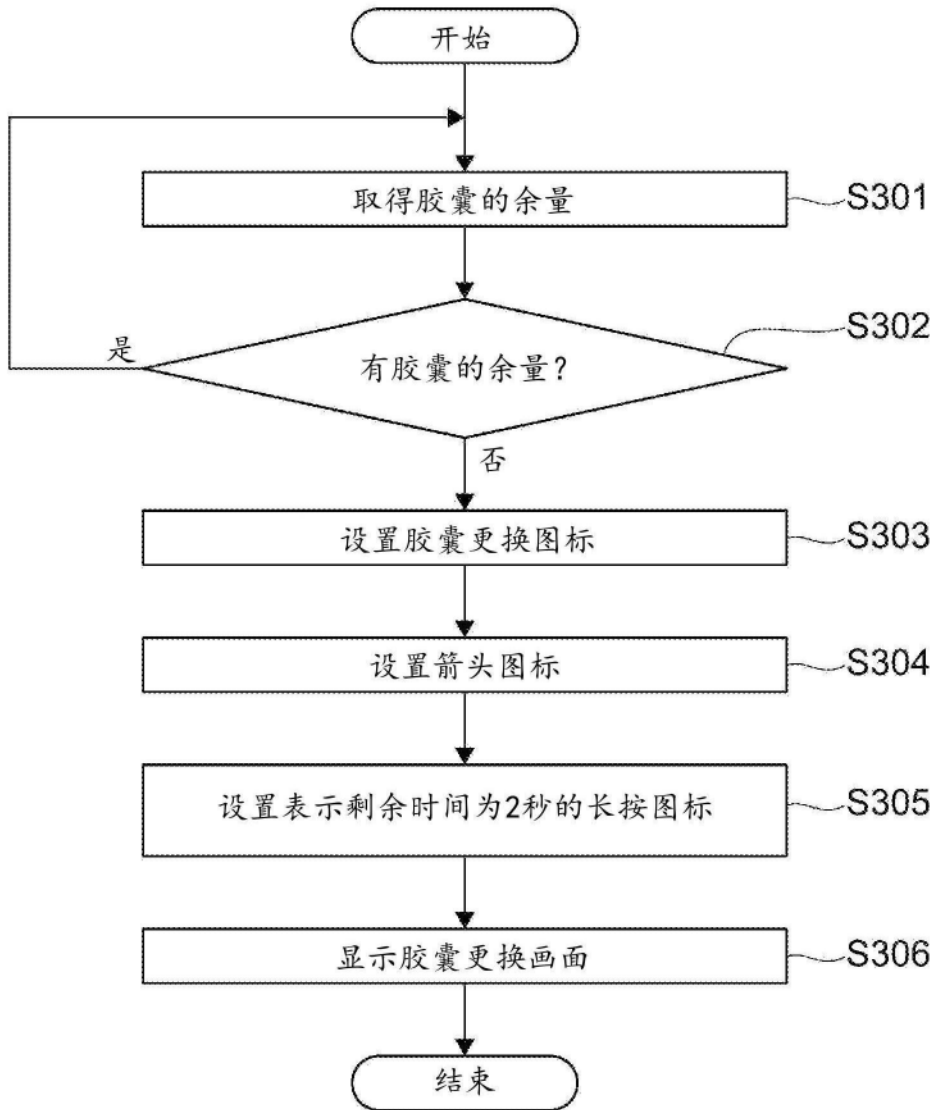 开始
取得胶囊的余量
S301
有胶囊的余量?
S302
是
否
设置胶囊更换图标
S303
设置箭头图标
S304
设置表示剩余时间为2秒的长按图标
S305
显示胶囊更换画面
S306
结束